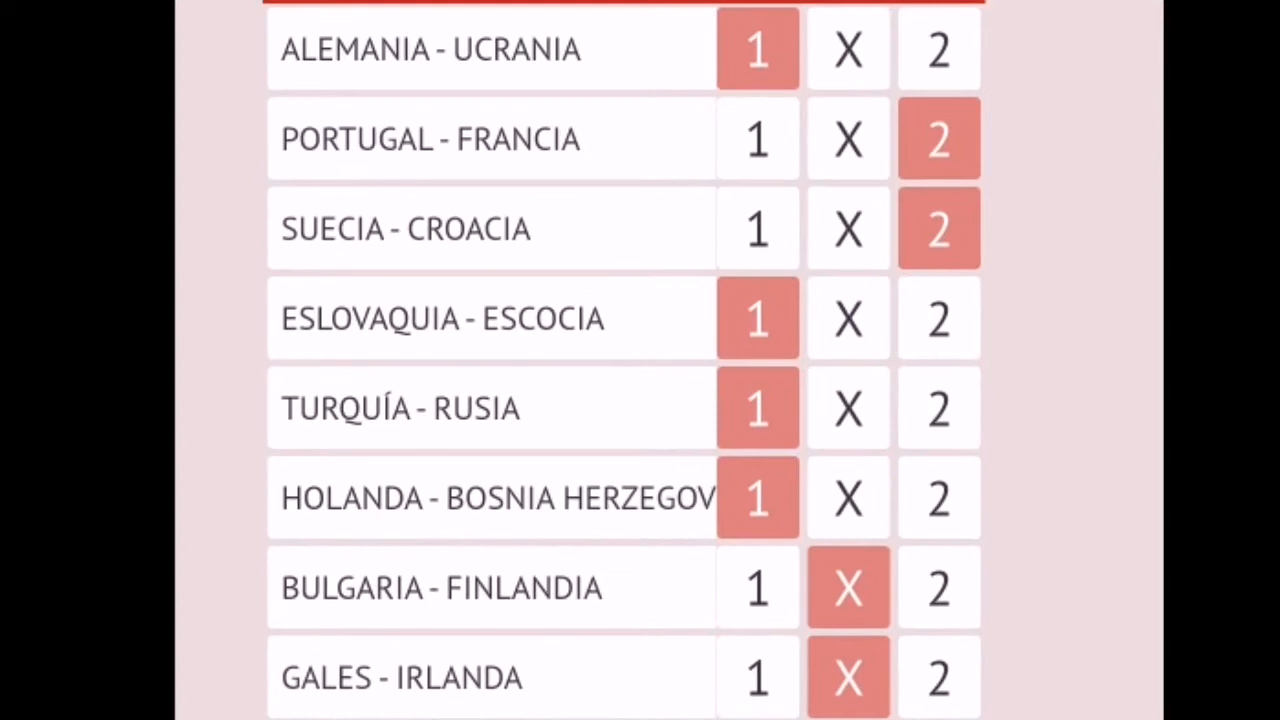 ALEMANIA - UCRANIA 1 X 2
PORTUGAL - FRANCIA 1 X 2
SUECIA - CROACIA 1 X 2
ESLOVAQUIA - ESCOCIA 1 X 2
TURQUÍA - RUSIA 1 X 2
HOLANDA - BOSNIA HERZEGOV 1 X 2
BULGARIA - FINLANDIA 1 X 2
GALES - IRLANDA 1 X 2